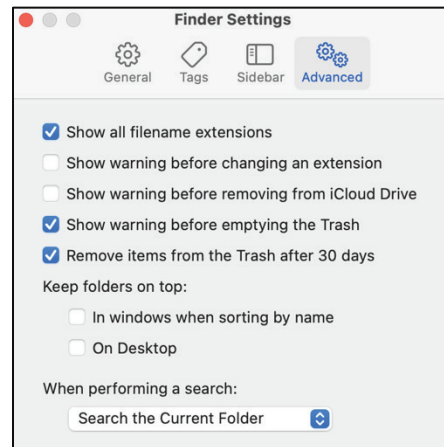 Finder Settings
General Tags Sidebar Advanced
Show all filename extensions
Show warning before changing an extension
Show warning before removing from iCloud Drive
Show warning before emptying the Trash
Remove items from the Trash after 30 days
Keep folders on top:
In windows when sorting by name
On Desktop
When performing a search:
Search the Current Folder